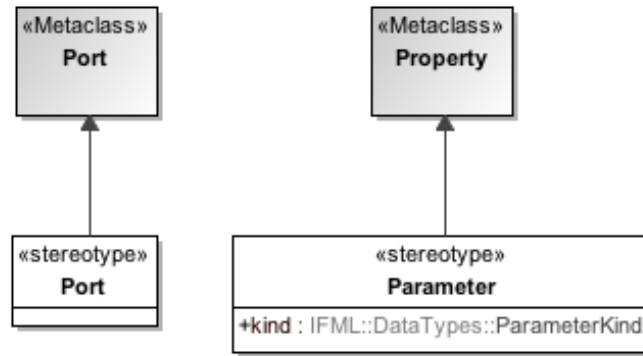 «Metaclass»
Port
«Metaclass»
Property
«stereotype»
Port
«stereotype»
Parameter
+kind : IFML::DataTypes::ParameterKind